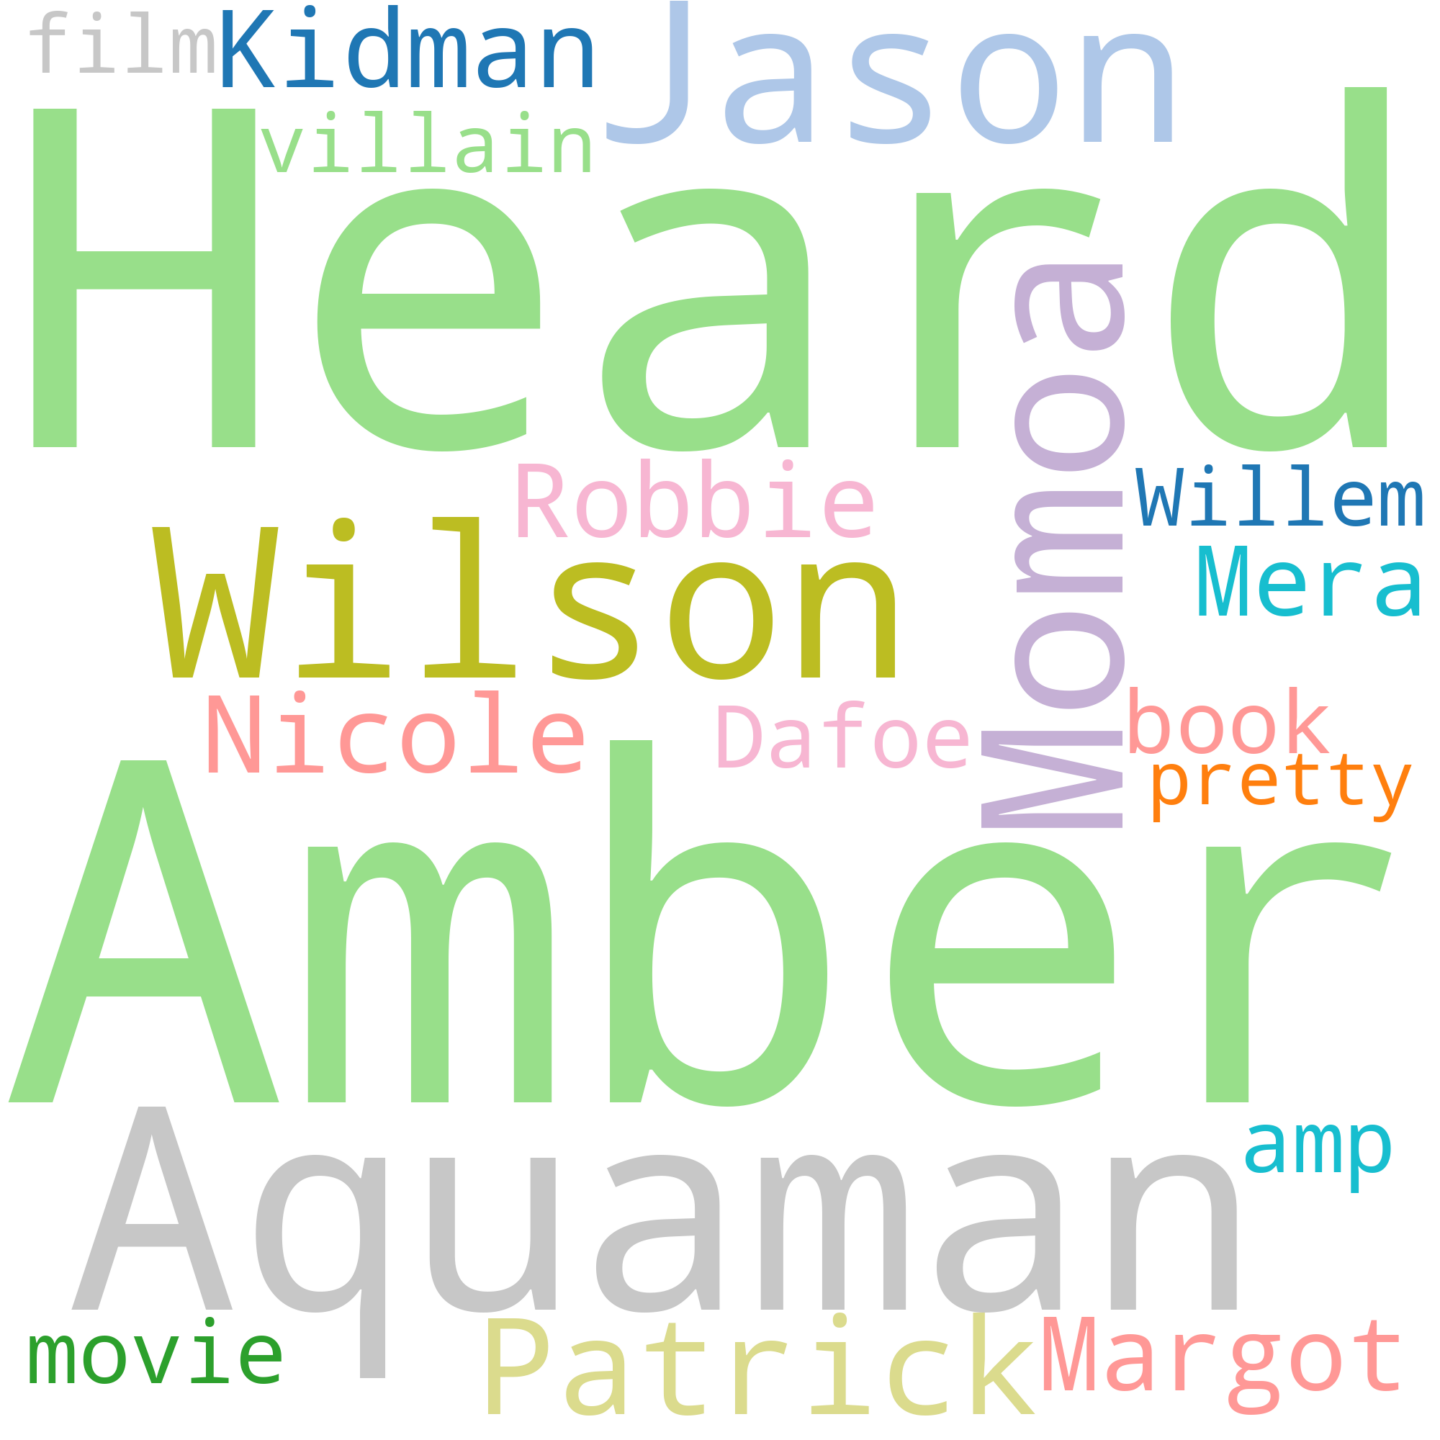 film Kidman Jason
villain
Heard
Momoa
Robbie Willem
Wilson Mera
Nicole Dafoe book
pretty
Amber
Aquaman amp
movie Patrick Margot